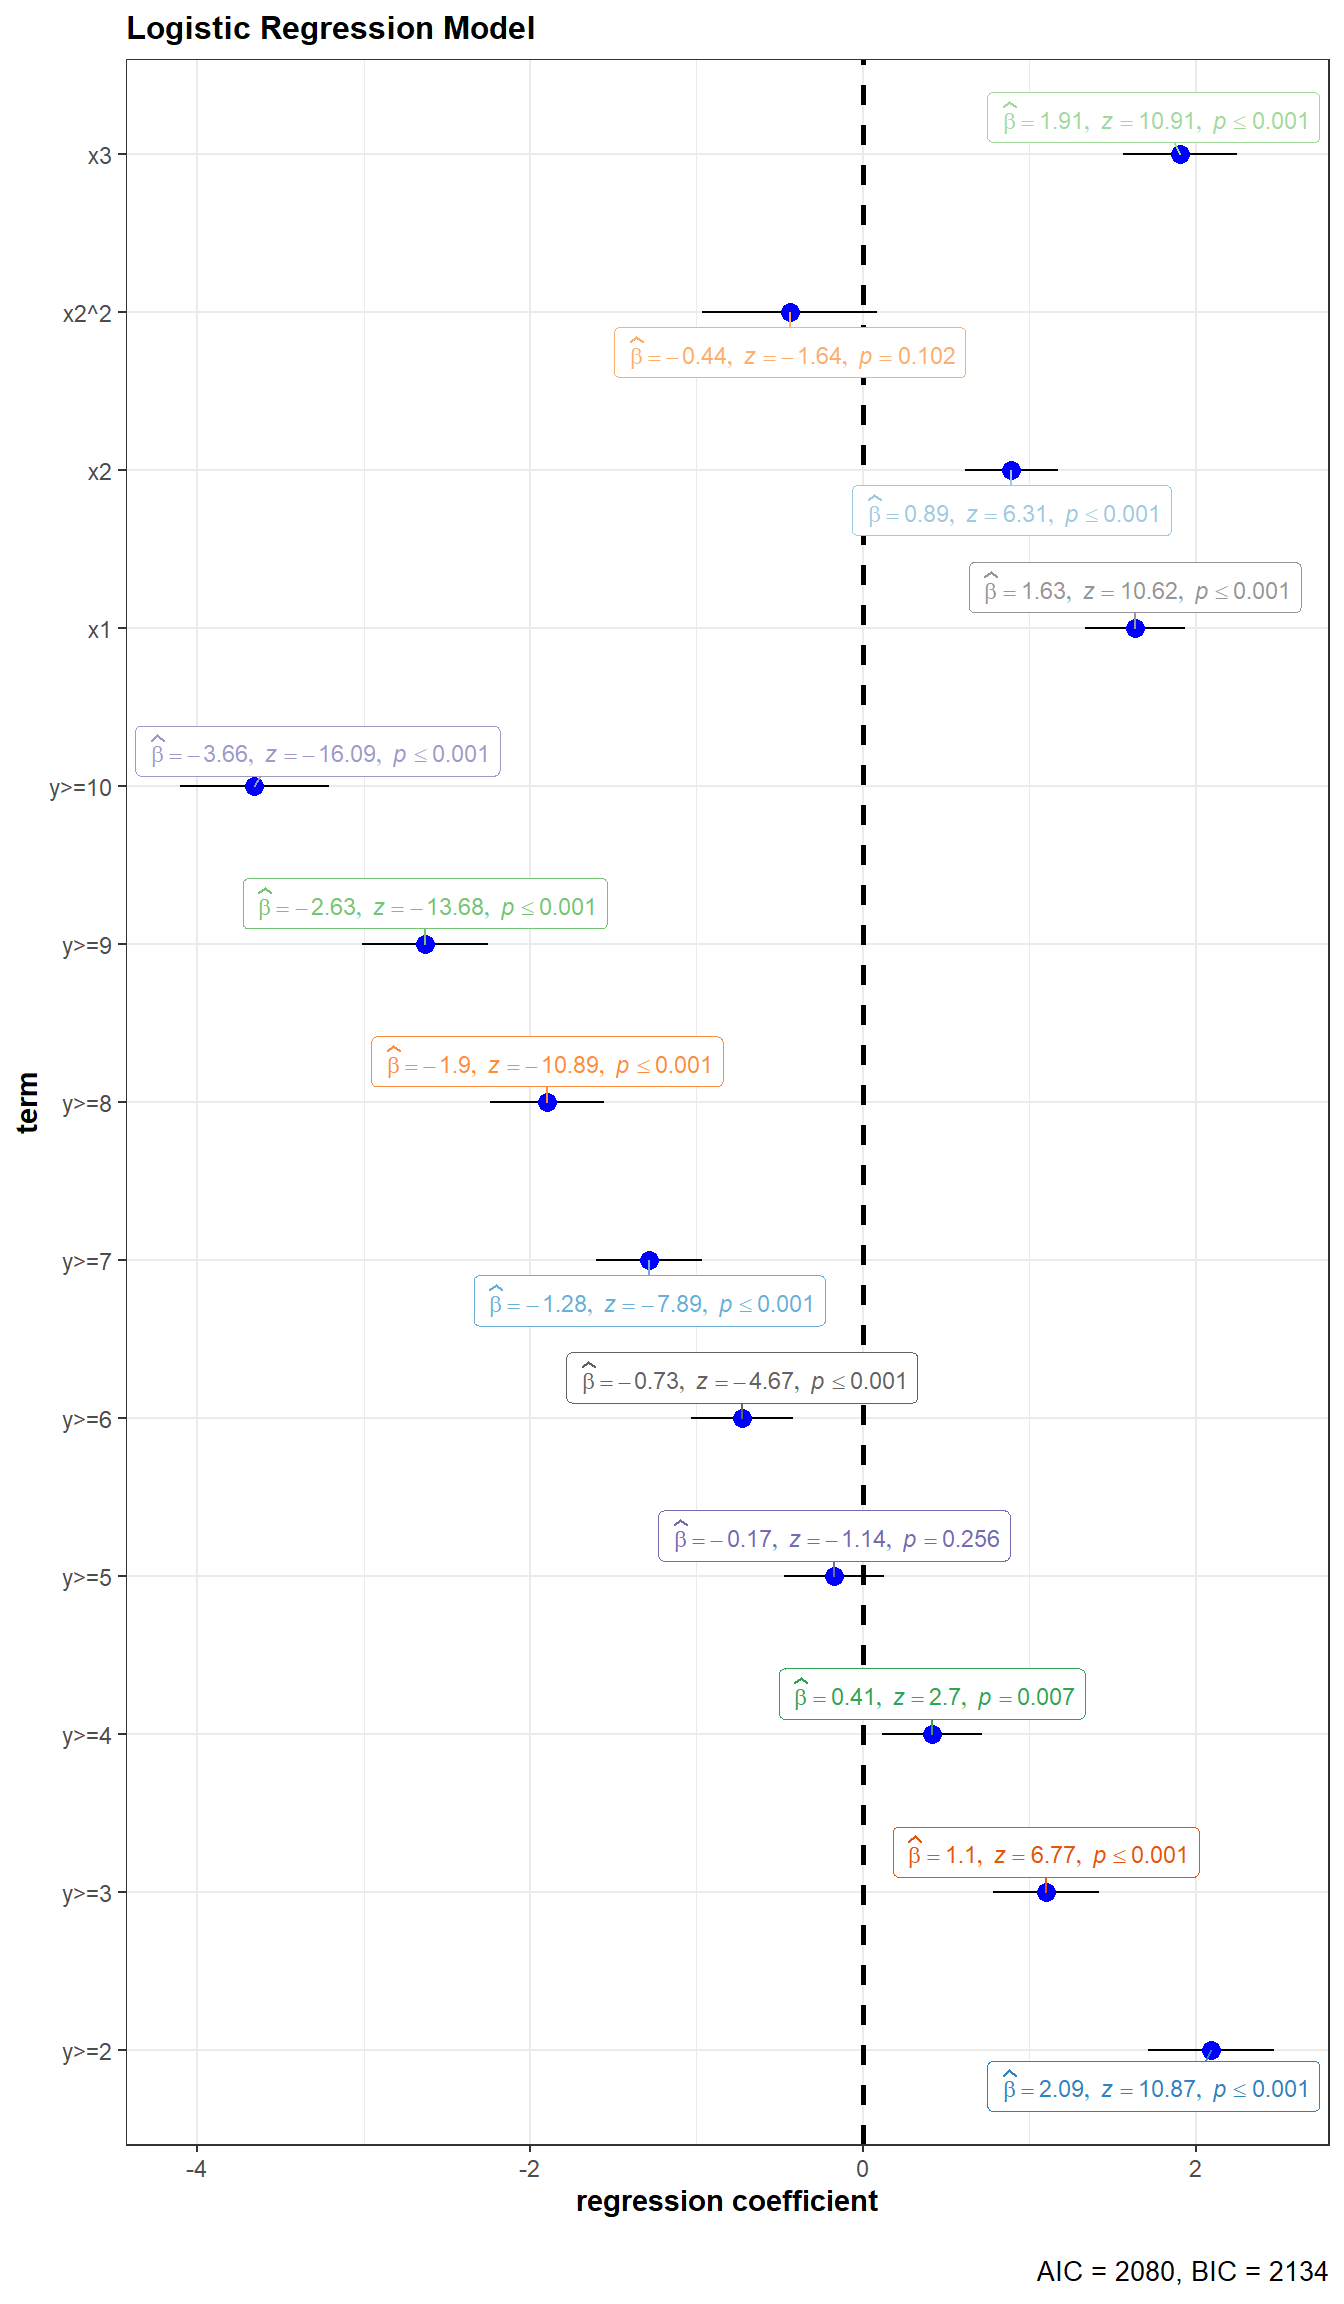 Logistic Regression Model
β̂ = 1.91, z = 10.91, p ≤ 0.001
x3
x2^2
β̂ = −0.44, z = −1.64, p = 0.102
x2
β̂ = 0.89, z = 6.31, p ≤ 0.001
β̂ = 1.63, z = 10.62, p ≤ 0.001
x1
β̂ = −3.66, z = −16.09, p ≤ 0.001
y>=10
β̂ = −2.63, z = −13.68, p ≤ 0.001
y>=9
β̂ = −1.9, z = −10.89, p ≤ 0.001
y>=8
term
y>=7
β̂ = −1.28, z = −7.89, p ≤ 0.001
β̂ = −0.73, z = −4.67, p ≤ 0.001
y>=6
β̂ = −0.17, z = −1.14, p = 0.256
y>=5
β̂ = 0.41, z = 2.7, p = 0.007
y>=4
β̂ = 1.1, z = 6.77, p ≤ 0.001
y>=3
y>=2
β̂ = 2.09, z = 10.87, p ≤ 0.001
-4 -2 0 2
regression coefficient
AIC = 2080, BIC = 2134